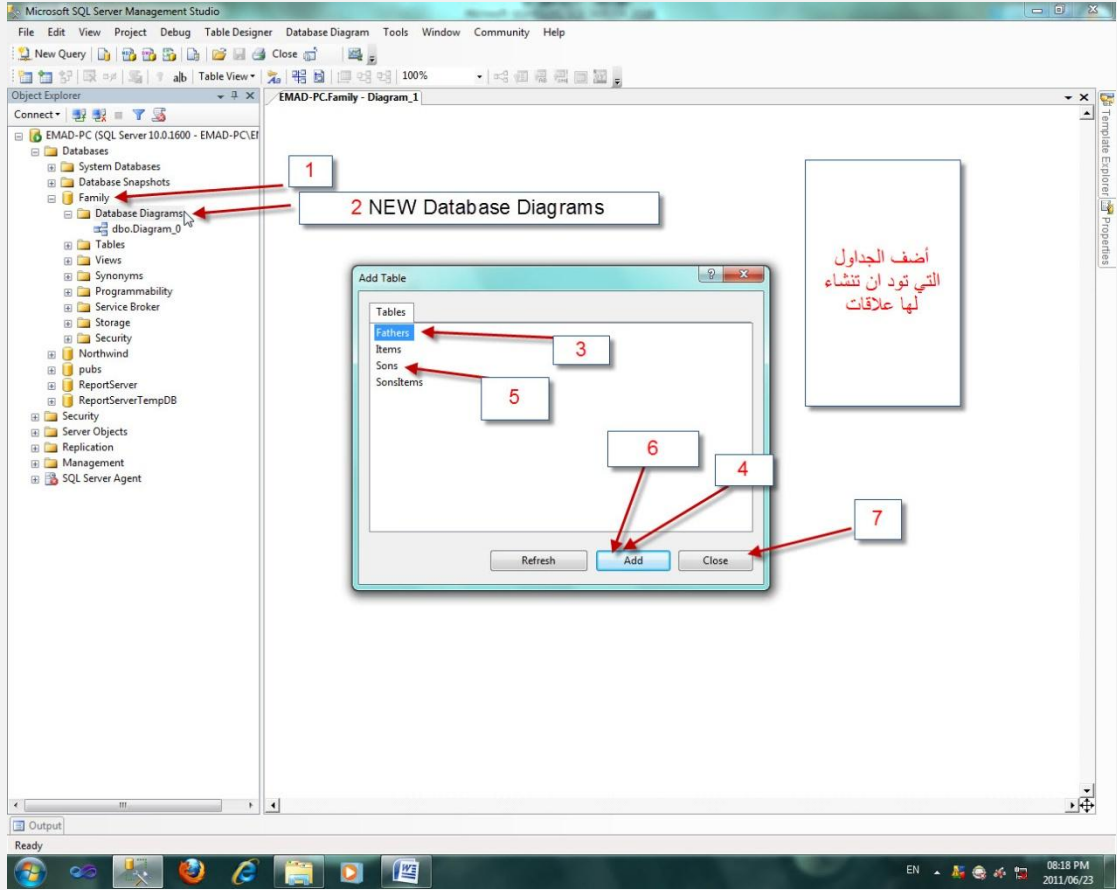 Microsoft SQL Server Management Studio
File Edit View Project Debug Table Designer Database Diagram Tools Window Community Help
New Query Close
alb Table View 100%
Object Explorer
EMAD-PC.Family - Diagram_1
Connect
EMAD-PC (SQL Server 10.0.1600 - EMAD-PC\
Databases
System Databases
Database Snapshots
Family
Database Diagrams
dbo.Diagram_0
Tables
Views
Synonyms
Programmability
Service Broker
Storage
Security
Northwind
pubs
ReportServer
ReportServerTempDB
Security
Server Objects
Replication
Management
SQL Server Agent
1
2 NEW Database Diagrams
Add Table
Tables
Fathers
Items
Sons
SonsItems
3
5
6
4
7
Refresh Add Close
أضف الجداول
التي تود ان تنشاء
لها علاقات
Template Explorer
Properties
Output
Ready
EN
08:18 PM
2011/06/23